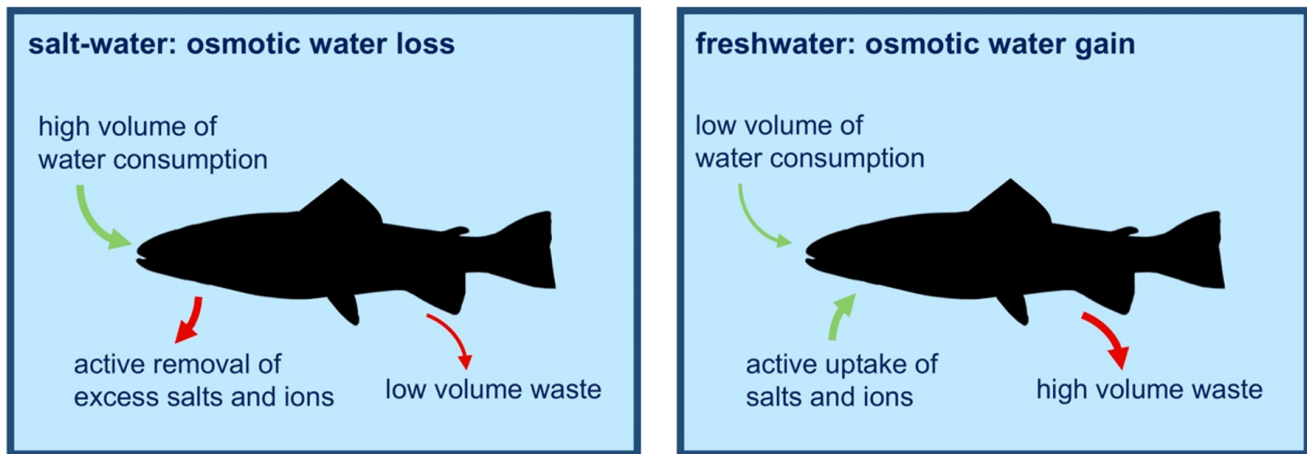 salt-water: osmotic water loss
high volume of
water consumption
active removal of
excess salts and ions
low volume waste
freshwater: osmotic water gain
low volume of
water consumption
active uptake of
salts and ions
high volume waste